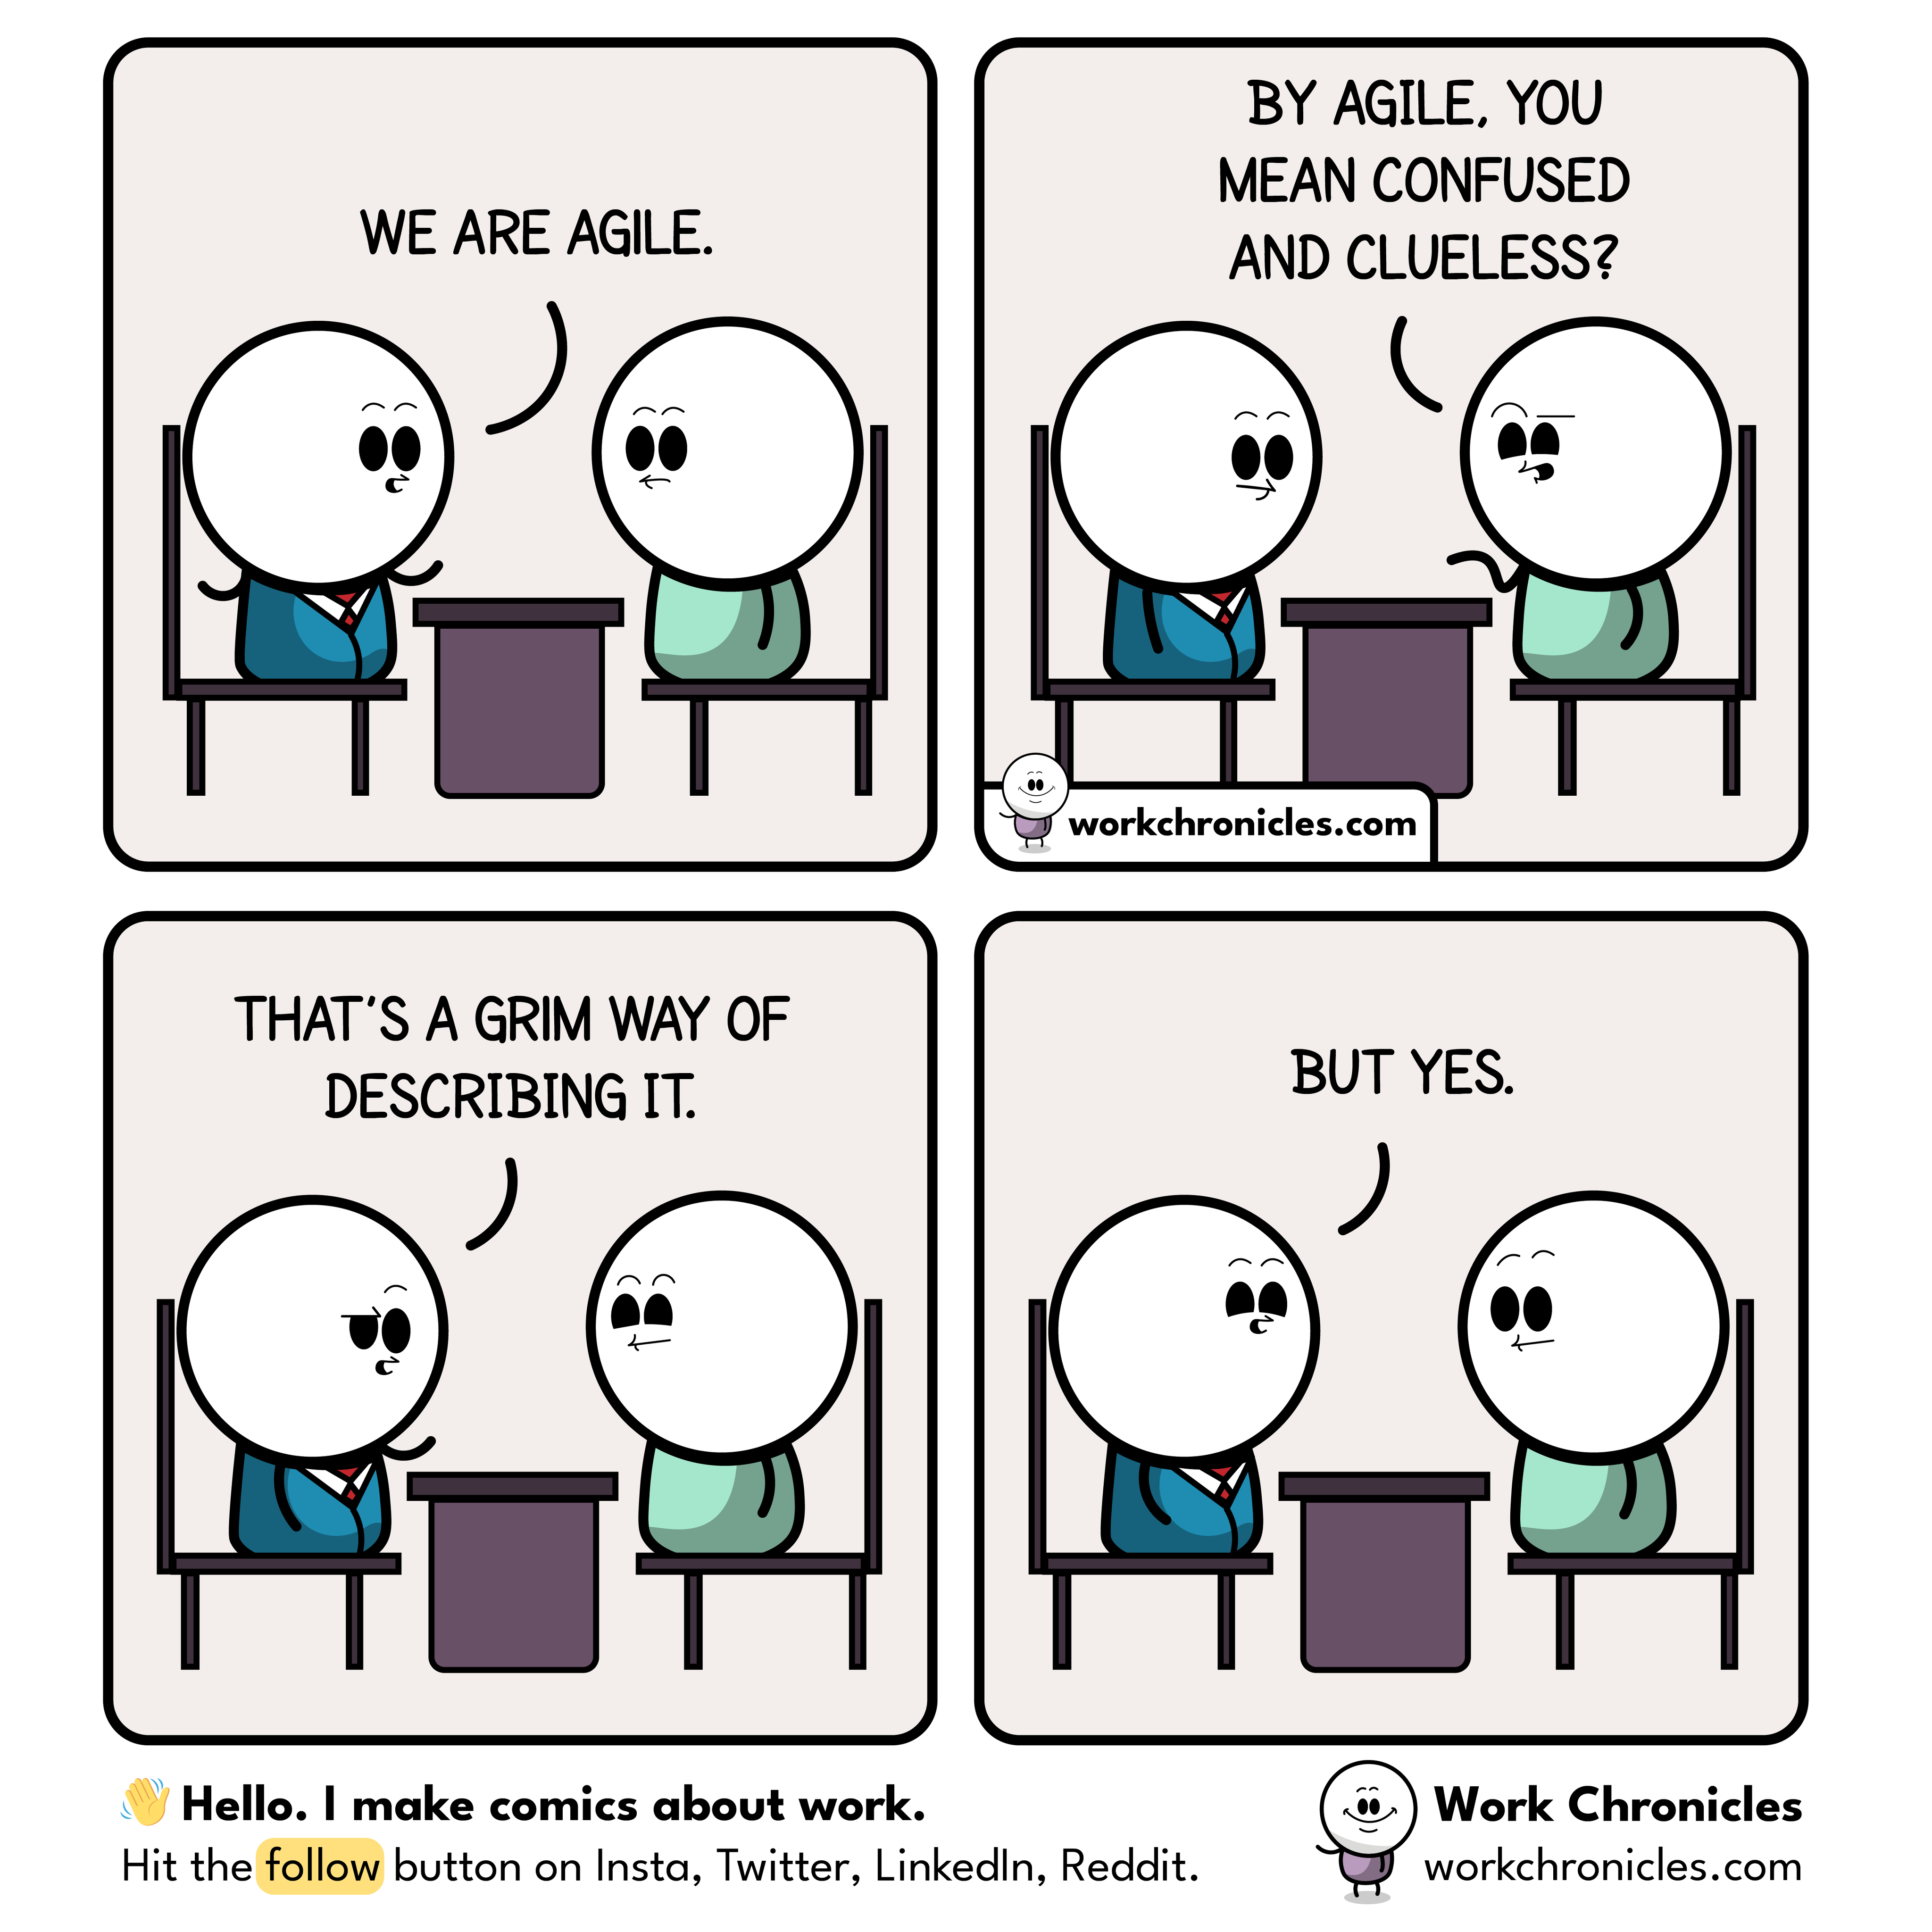 WE ARE AGILE.
BY AGILE, YOU
MEAN CONFUSED
AND CLUELESS?
workchronicles.com
THAT'S A GRIM WAY OF
DESCRIBING IT.
BUT YES.
👋 Hello. I make comics about work.
Hit the follow button on Insta, Twitter, LinkedIn, Reddit.
Work Chronicles
workchronicles.com